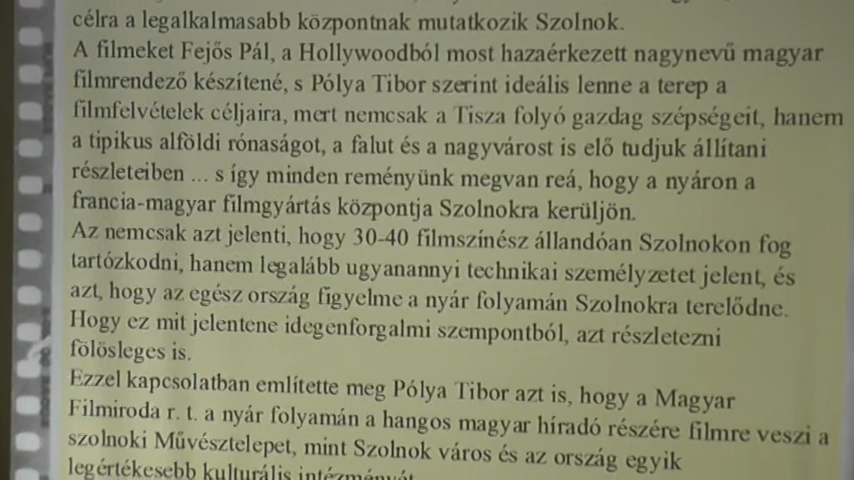 célra a legalkalmasabb központnak mutatkozik Szolnok.
A filmeket Fejős Pál, a Hollywoodból most hazaérkezett nagynevű magyar
filmrendező készítené, s Pólya Tibor szerint ideális lenne a terep a
filmfelvételek céljaira, mert nemcsak a Tisza folyó gazdag szépségeit, hanem
a tipikus alföldi rónaságot, a falut és a nagyvárost is elő tudjuk állítani
részleteiben ... s így minden reményünk megvan reá, hogy a nyáron a
francia-magyar filmgyártás központja Szolnokra kerüljön.
Az nemcsak azt jelenti, hogy 30-40 filmszínész állandóan Szolnokon fog
tartózkodni, hanem legalább ugyanannyi technikai személyzetet jelent, és
azt, hogy az egész ország figyelme a nyár folyamán Szolnokra terelődne.
Hogy ez mit jelentene idegenforgalmi szempontból, azt részletezni
fölösleges is.
Ezzel kapcsolatban említette meg Pólya Tibor azt is, hogy a Magyar
Filmiroda r. t. a nyár folyamán a hangos magyar híradó részére filmre veszi a
szolnoki Művésztelepet, mint Szolnok város és az ország egyik
legértékesebb kulturális intézményét.